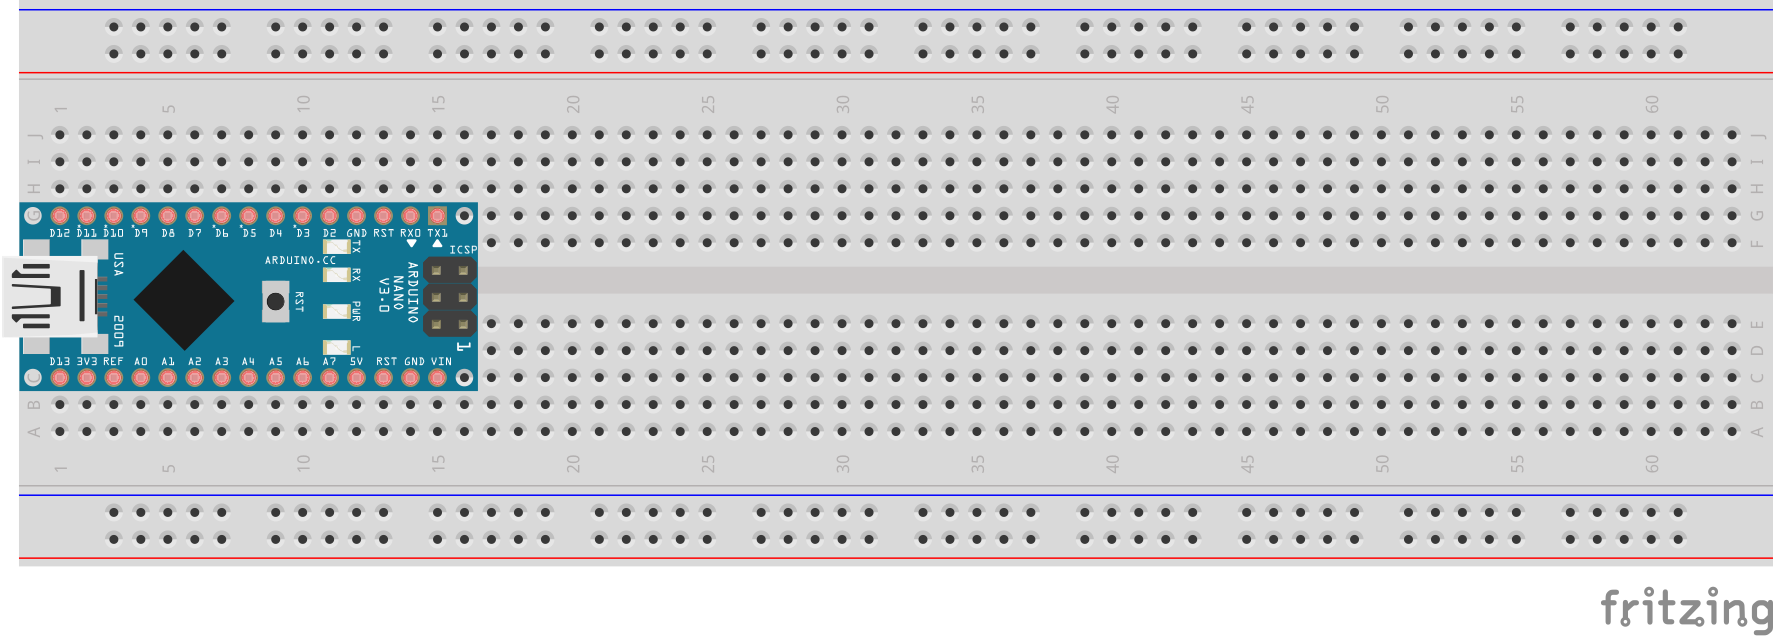 1 5 10 15 20 25 30 35 40 45 50 55 60
J J
I I
H H
G G
D12 D11 D10 D9 D8 D7 D6 D5 D4 D3 D2 GND RST RX0 TX1
F
ICSP
TX
ARDUINO.CC
USA
RX
RST
ARDUINO
NANO
V3.0
PWR
2009
L
1
E
D
D13 3V3 REF A0 A1 A2 A3 A4 A5 A6 A7 5V RST GND VIN
C C
B B
A A
1 5 10 15 20 25 30 35 40 45 50 55 60
fritzing